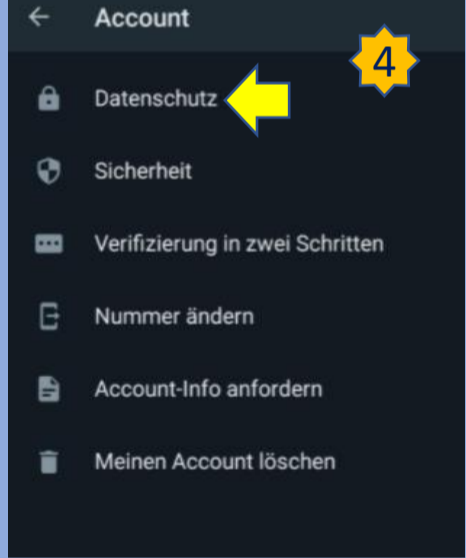 Account
4
Datenschutz
Sicherheit
Verifizierung in zwei Schritten
Nummer ändern
Account-Info anfordern
Meinen Account löschen